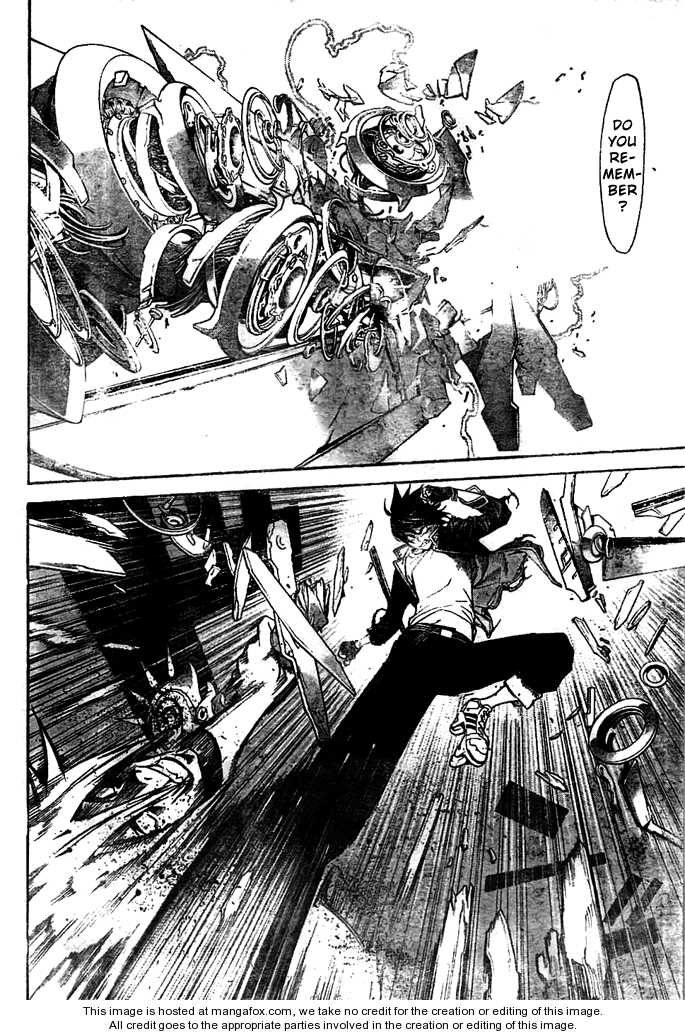 DO
YOU
RE-
MEM-
BER
?
This image is hosted at mangafox.com, we take no credit for the creation or editing of this image.
All credit goes to the appropriate parties involved in the creation or editing of this image.